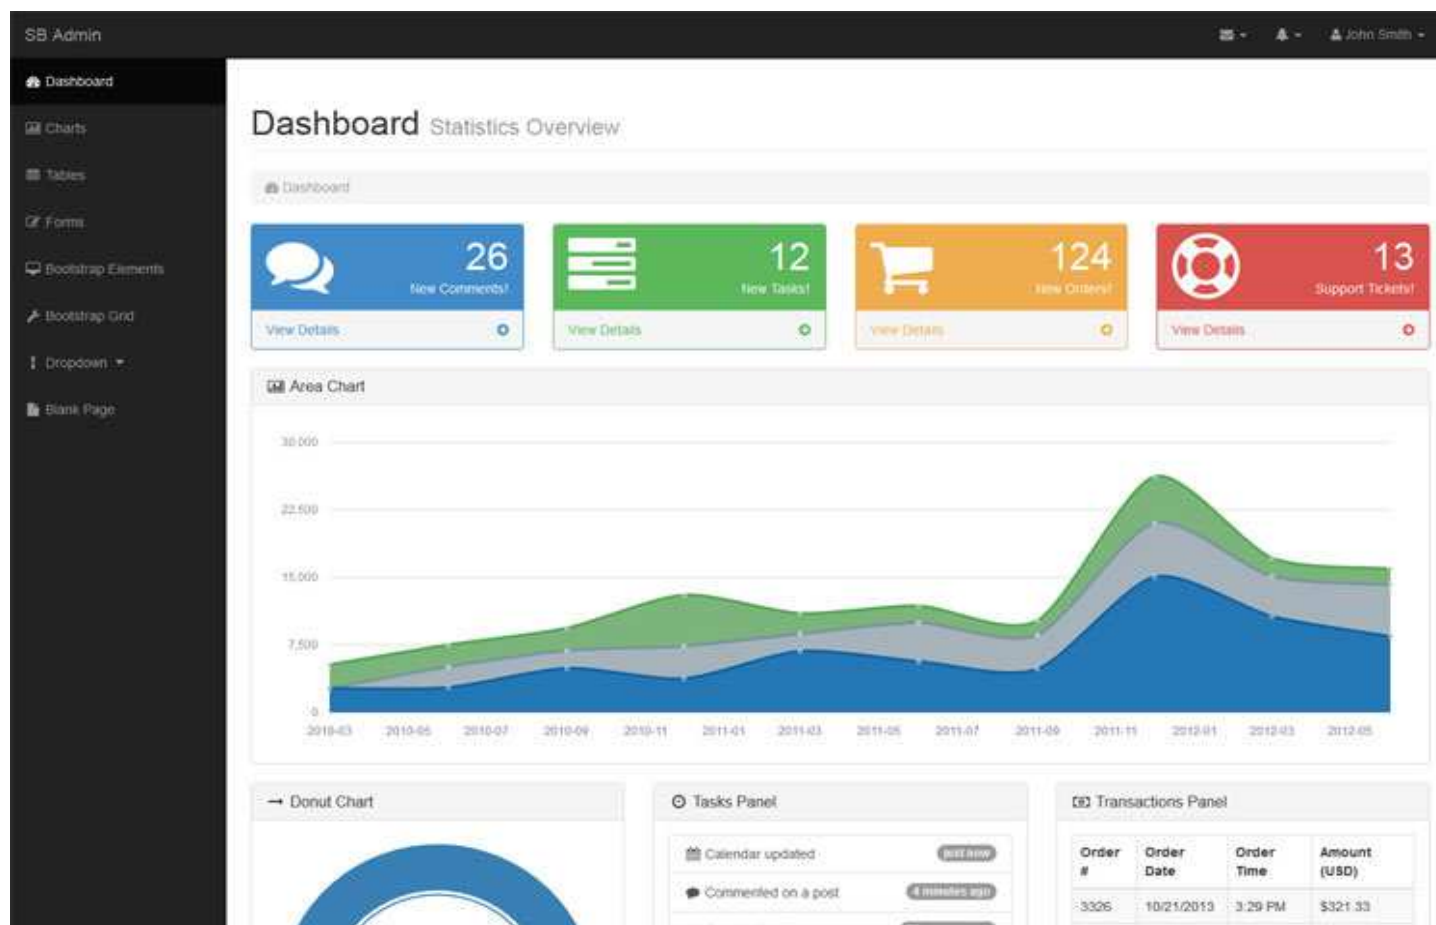 SB Admin
John Smith
Dashboard
Charts
Tables
Forms
Bootstrap Elements
Bootstrap Grid
Dropdown
Blank Page
Dashboard Statistics Overview
Dashboard
26
New Comments!
View Details
12
New Tasks!
View Details
124
New Orders!
View Details
13
Support Tickets!
View Details
Area Chart
30,000
22,500
15,000
7,500
0
2010-03 2010-05 2010-07 2010-09 2010-11 2011-01 2011-03 2011-05 2011-07 2011-09 2011-11 2012-01 2012-03 2012-05
Donut Chart
Tasks Panel
Calendar updated just now
Commented on a post 4 minutes ago
Transactions Panel
Order # Order Date Order Time Amount (USD)
3326 10/21/2013 3:29 PM $321.33